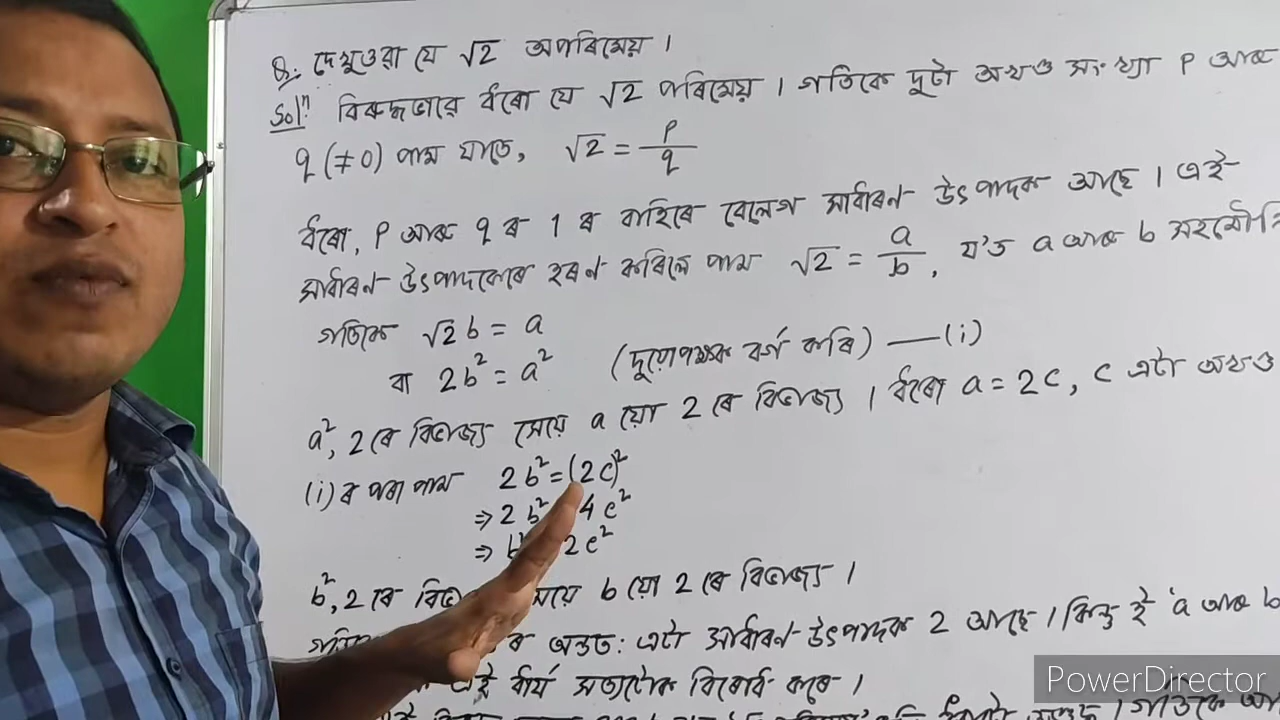 Q. দেখুওৱা যে √2 অপৰিমেয় ।
Solⁿ: বিৰুদ্ধভাৱে ধৰো যে √2 পৰিমেয় । গতিকে দুটা অখণ্ড সংখ্যা p আৰু
q (≠0) পাম যাতে, √2 = p/q
ধৰো, p আৰু q ৰ 1 ৰ বাহিৰে বেলেগ সাধাৰণ উৎপাদক আছে । এই
সাধাৰণ উৎপাদকেৰে হৰণ কৰিলে পাম √2 = a/b, য'ত a আৰু b সহমৌলি
গতিকে √2 b = a
বা 2b² = a² (দুয়োপক্ষক বৰ্গ কৰি) —(i)
a², 2 ৰে বিভাজ্য সেয়ে a য়ো 2 ৰে বিভাজ্য । ধৰো a = 2c, c এটা অখণ্ড
(i) ৰ পৰা পাম 2b² = (2c)²
⇒ 2b² 4c²
⇒ b 2c²
b², 2 ৰে সেয়ে b য়ো 2 ৰে বিভাজ্য ।
ৰ অন্তত: এটা সাধাৰণ উৎপাদক 2 আছে । কিন্তু ই a আৰু b
এই ধাৰ্য সত্যটোক বিৰোধ কৰে ।
PowerDirector